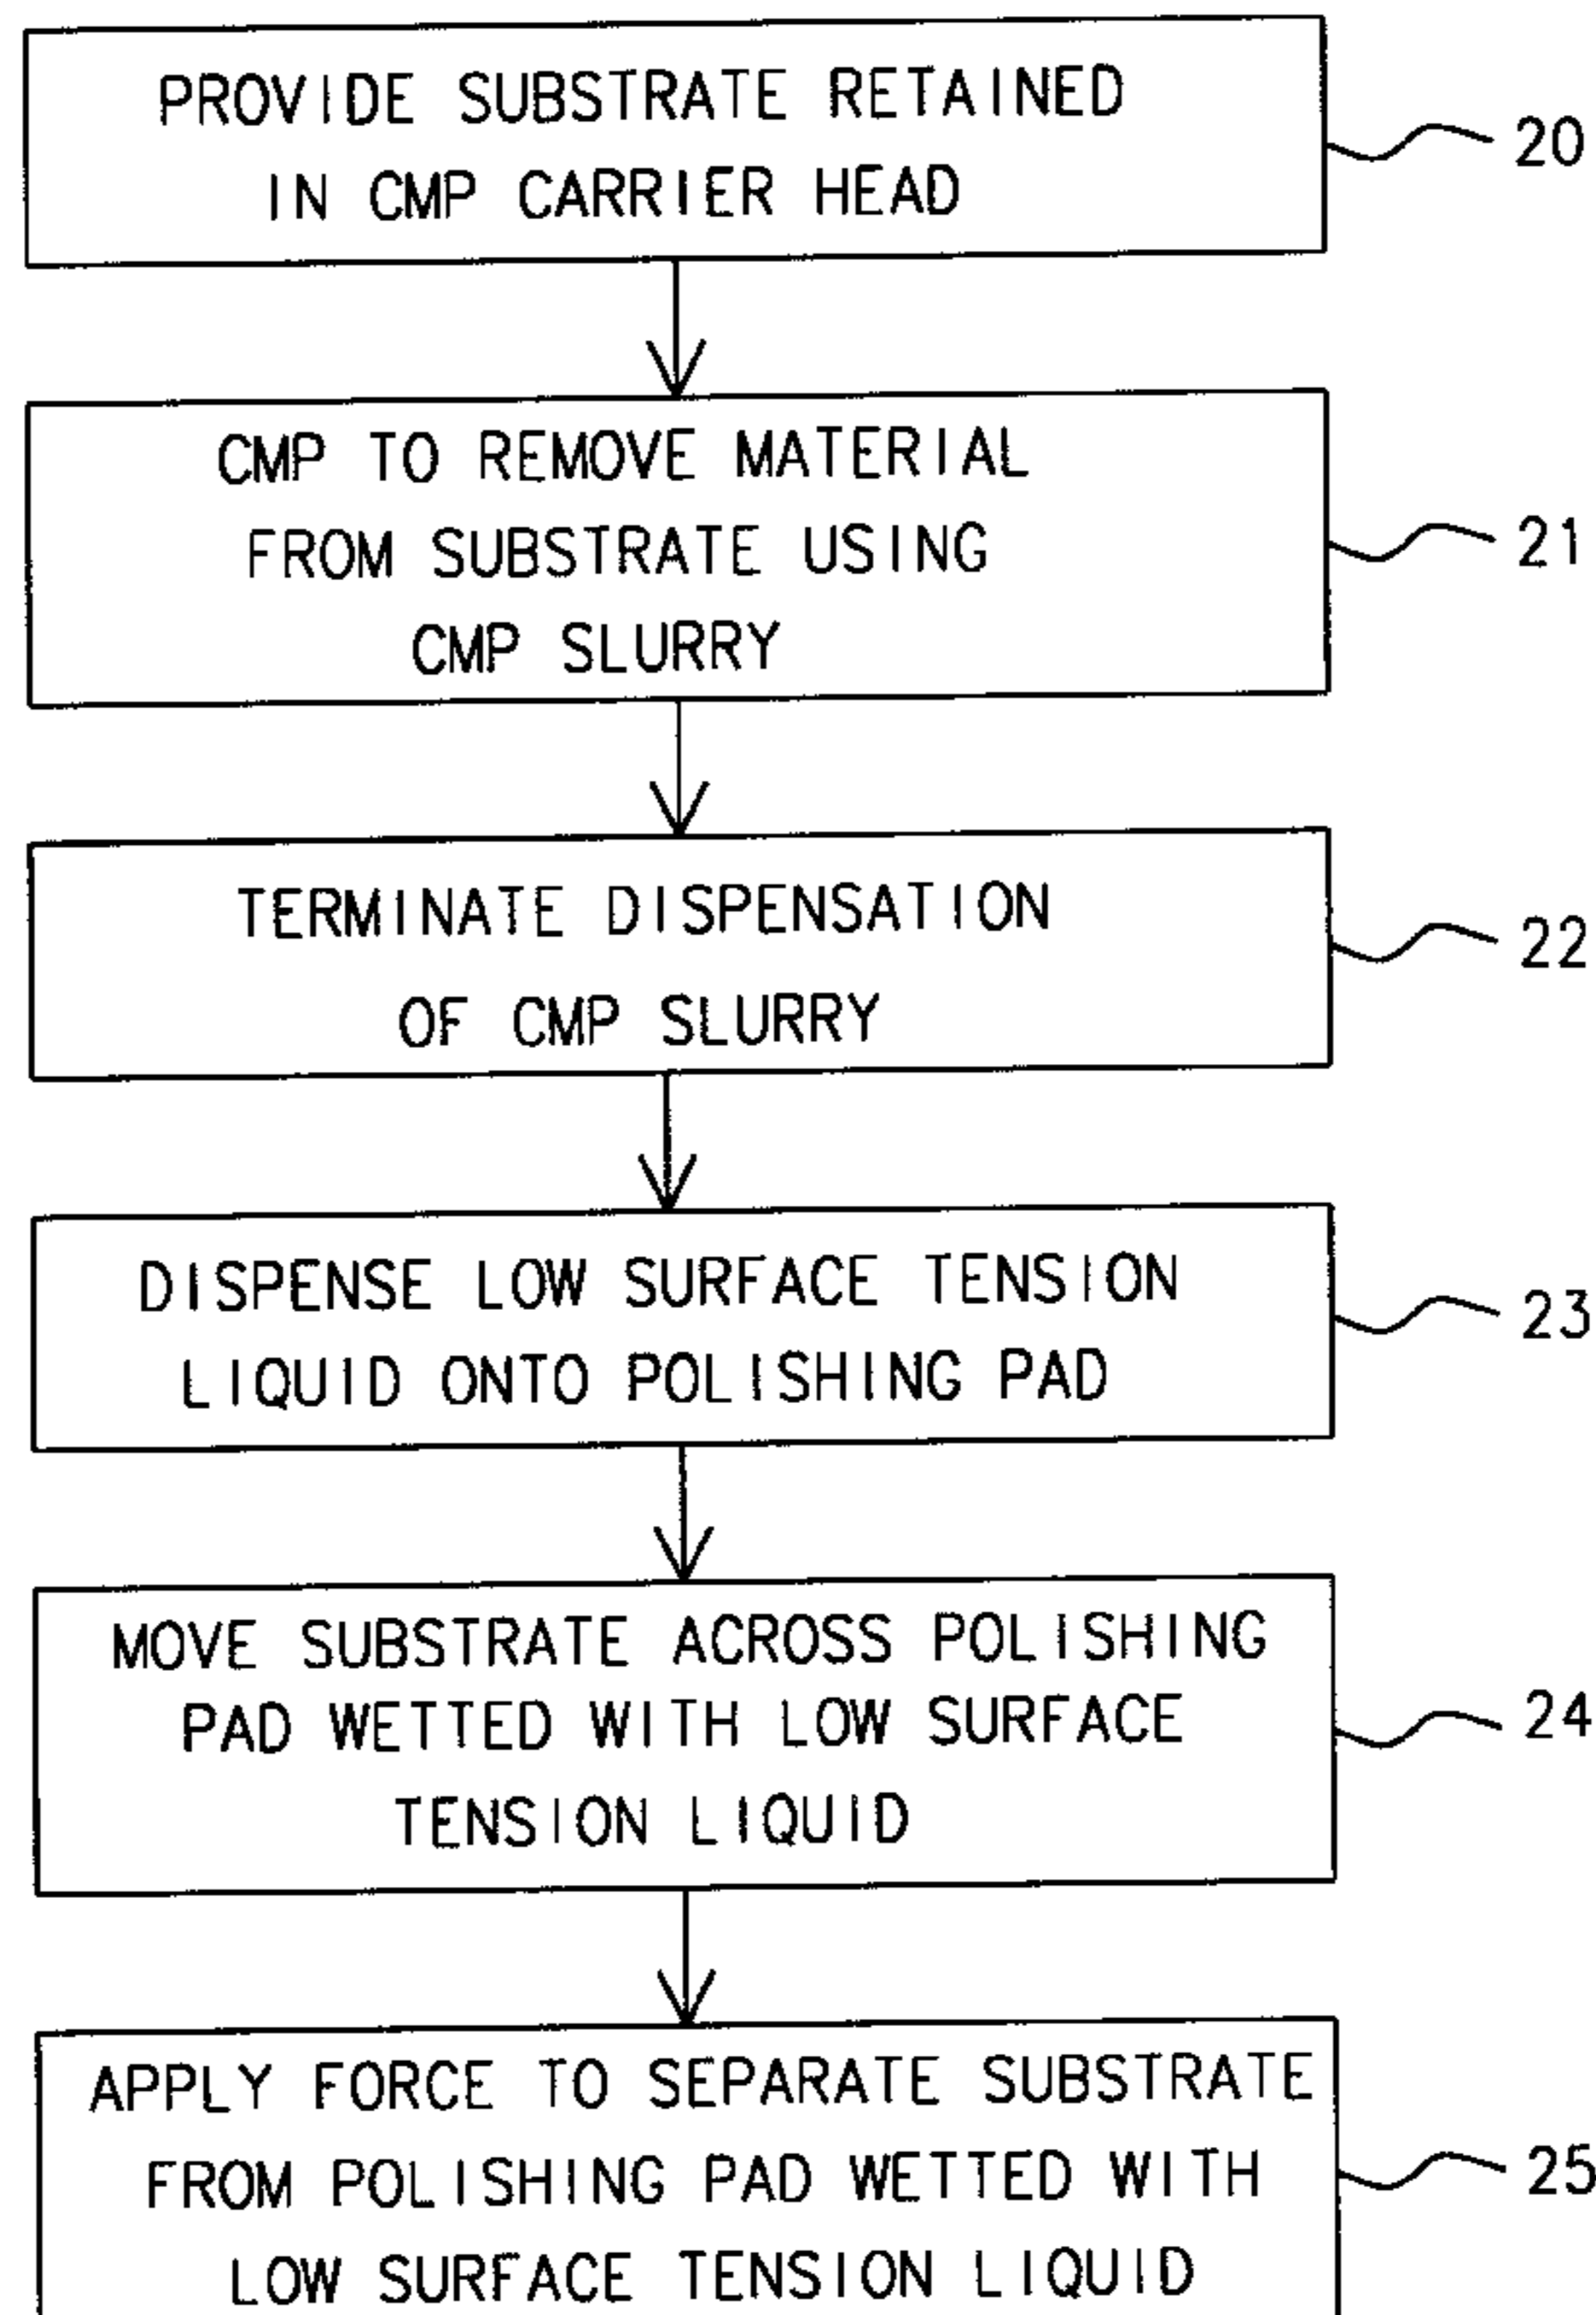 PROVIDE SUBSTRATE RETAINED
IN CMP CARRIER HEAD
20
CMP TO REMOVE MATERIAL
FROM SUBSTRATE USING
CMP SLURRY
21
TERMINATE DISPENSATION
OF CMP SLURRY
22
DISPENSE LOW SURFACE TENSION
LIQUID ONTO POLISHING PAD
23
MOVE SUBSTRATE ACROSS POLISHING
PAD WETTED WITH LOW SURFACE
TENSION LIQUID
24
APPLY FORCE TO SEPARATE SUBSTRATE
FROM POLISHING PAD WETTED WITH
LOW SURFACE TENSION LIQUID
25